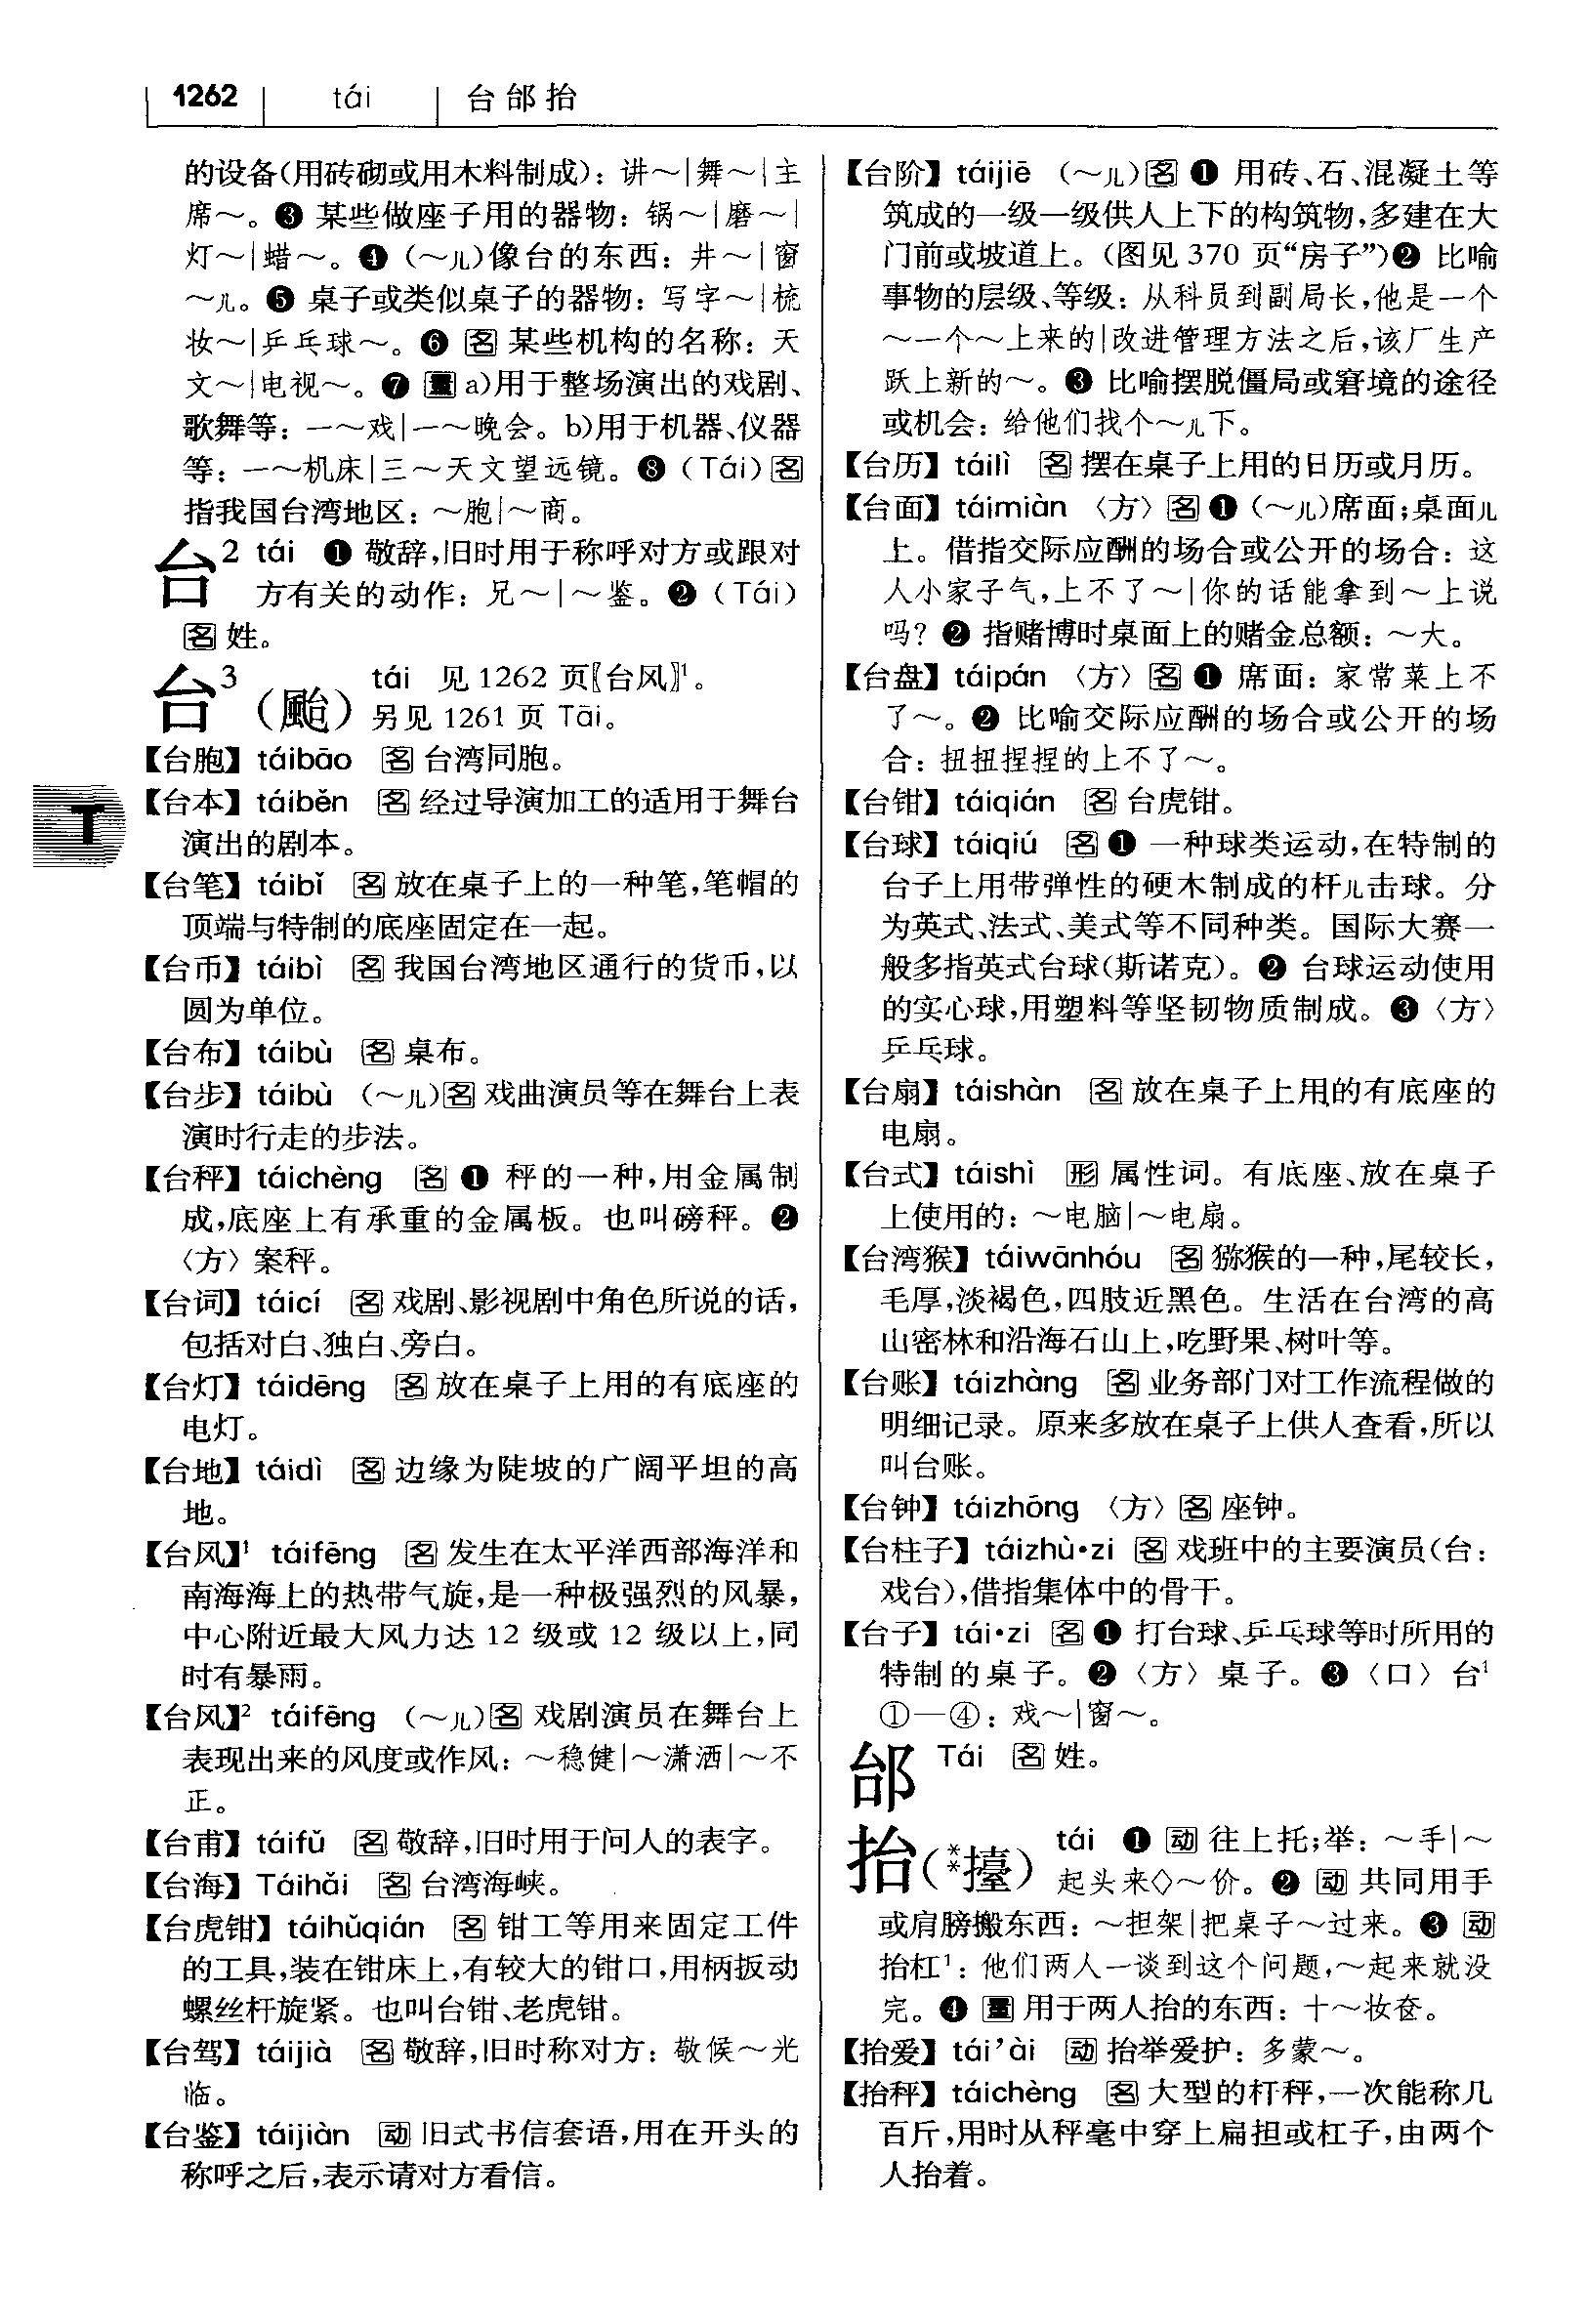 1262 tái 台邰抬
的设备(用砖砌或用木料制成)：讲～|舞～|主
席～。❸ 某些做座子用的器物：锅～|磨～|
灯～|蜡～。❹ (～儿)像台的东西：井～|窗
～儿。❺ 桌子或类似桌子的器物：写字～|梳
妆～|乒乓球～。❻ 名 某些机构的名称：天
文～|电视～。❼ 量 a)用于整场演出的戏剧、
歌舞等：一～戏|一～晚会。b)用于机器、仪器
等：一～机床|三～天文望远镜。❽ (Tái) 名
指我国台湾地区：～胞|～商。
台2 tái ❶ 敬辞,旧时用于称呼对方或跟对
方有关的动作：兄～|～鉴。❷ (Tái)
名 姓。
台3(颱) tái 见 1262 页〖台风〗1。
另见 1261 页 Tāi。
【台胞】 táibāo 名 台湾同胞。
【台本】 táiběn 名 经过导演加工的适用于舞台
演出的剧本。
【台笔】 táibǐ 名 放在桌子上的一种笔,笔帽的
顶端与特制的底座固定在一起。
【台币】 táibì 名 我国台湾地区通行的货币,以
圆为单位。
【台布】 táibù 名 桌布。
【台步】 táibù (～儿)名 戏曲演员等在舞台上表
演时行走的步法。
【台秤】 táichèng 名 ❶ 秤的一种,用金属制
成,底座上有承重的金属板。也叫磅秤。❷
〈方〉案秤。
【台词】 táicí 名 戏剧、影视剧中角色所说的话,
包括对白、独白、旁白。
【台灯】 táidēng 名 放在桌子上用的有底座的
电灯。
【台地】 táidì 名 边缘为陡坡的广阔平坦的高
地。
【台风】1 táifēng 名 发生在太平洋西部海洋和
南海海上的热带气旋,是一种极强烈的风暴,
中心附近最大风力达 12 级或 12 级以上,同
时有暴雨。
【台风】2 táifēng (～儿)名 戏剧演员在舞台上
表现出来的风度或作风：～稳健|～潇洒|～不
正。
【台甫】 táifǔ 名 敬辞,旧时用于问人的表字。
【台海】 Táihǎi 名 台湾海峡。
【台虎钳】 táihǔqián 名 钳工等用来固定工件
的工具,装在钳床上,有较大的钳口,用柄扳动
螺丝杆旋紧。也叫台钳、老虎钳。
【台驾】 táijià 名 敬辞,旧时称对方：敬候～光
临。
【台鉴】 táijiàn 动 旧式书信套语,用在开头的
称呼之后,表示请对方看信。
【台阶】 táijiē (～儿)名 ❶ 用砖、石、混凝土等
筑成的一级一级供人上下的构筑物,多建在大
门前或坡道上。(图见 370 页“房子”)❷ 比喻
事物的层级、等级：从科员到副局长,他是一个
～一个～上来的|改进管理方法之后,该厂生产
跃上新的～。❸ 比喻摆脱僵局或窘境的途径
或机会：给他们找个～儿下。
【台历】 táilì 名 摆在桌子上用的日历或月历。
【台面】 táimiàn 〈方〉名 ❶ (～儿)席面;桌面儿
上。借指交际应酬的场合或公开的场合：这
人小家子气,上不了～|你的话能拿到～上说
吗? ❷ 指赌博时桌面上的赌金总额：～大。
【台盘】 táipán 〈方〉名 ❶ 席面：家常菜上不
了～。❷ 比喻交际应酬的场合或公开的场
合：扭扭捏捏的上不了～。
【台钳】 táiqián 名 台虎钳。
【台球】 táiqiú 名 ❶ 一种球类运动,在特制的
台子上用带弹性的硬木制成的杆儿击球。分
为英式、法式、美式等不同种类。国际大赛一
般多指英式台球(斯诺克)。❷ 台球运动使用
的实心球,用塑料等坚韧物质制成。❸〈方〉
乒乓球。
【台扇】 táishàn 名 放在桌子上用的有底座的
电扇。
【台式】 táishì 形 属性词。有底座、放在桌子
上使用的：～电脑|～电扇。
【台湾猴】 táiwānhóu 名 猕猴的一种,尾较长,
毛厚,淡褐色,四肢近黑色。生活在台湾的高
山密林和沿海石山上,吃野果、树叶等。
【台账】 táizhàng 名 业务部门对工作流程做的
明细记录。原来多放在桌子上供人查看,所以
叫台账。
【台钟】 táizhōng 〈方〉名 座钟。
【台柱子】 táizhù·zi 名 戏班中的主要演员(台：
戏台),借指集体中的骨干。
【台子】 tái·zi 名 ❶ 打台球、乒乓球等时所用的
特制的桌子。❷〈方〉桌子。❸〈口〉台1
①—④：戏～|窗～。
邰 Tái 名 姓。
抬(**擡) tái ❶ 动 往上托;举：～手|～
起头来◇～价。❷ 动 共同用手
或肩膀搬东西：～担架|把桌子～过来。❸ 动
抬杠1：他们两人一谈到这个问题,～起来就没
完。❹ 量 用于两人抬的东西：十～妆奁。
【抬爱】 tái’ài 动 抬举爱护：多蒙～。
【抬秤】 táichèng 名 大型的杆秤,一次能称几
百斤,用时从秤毫中穿上扁担或杠子,由两个
人抬着。
T